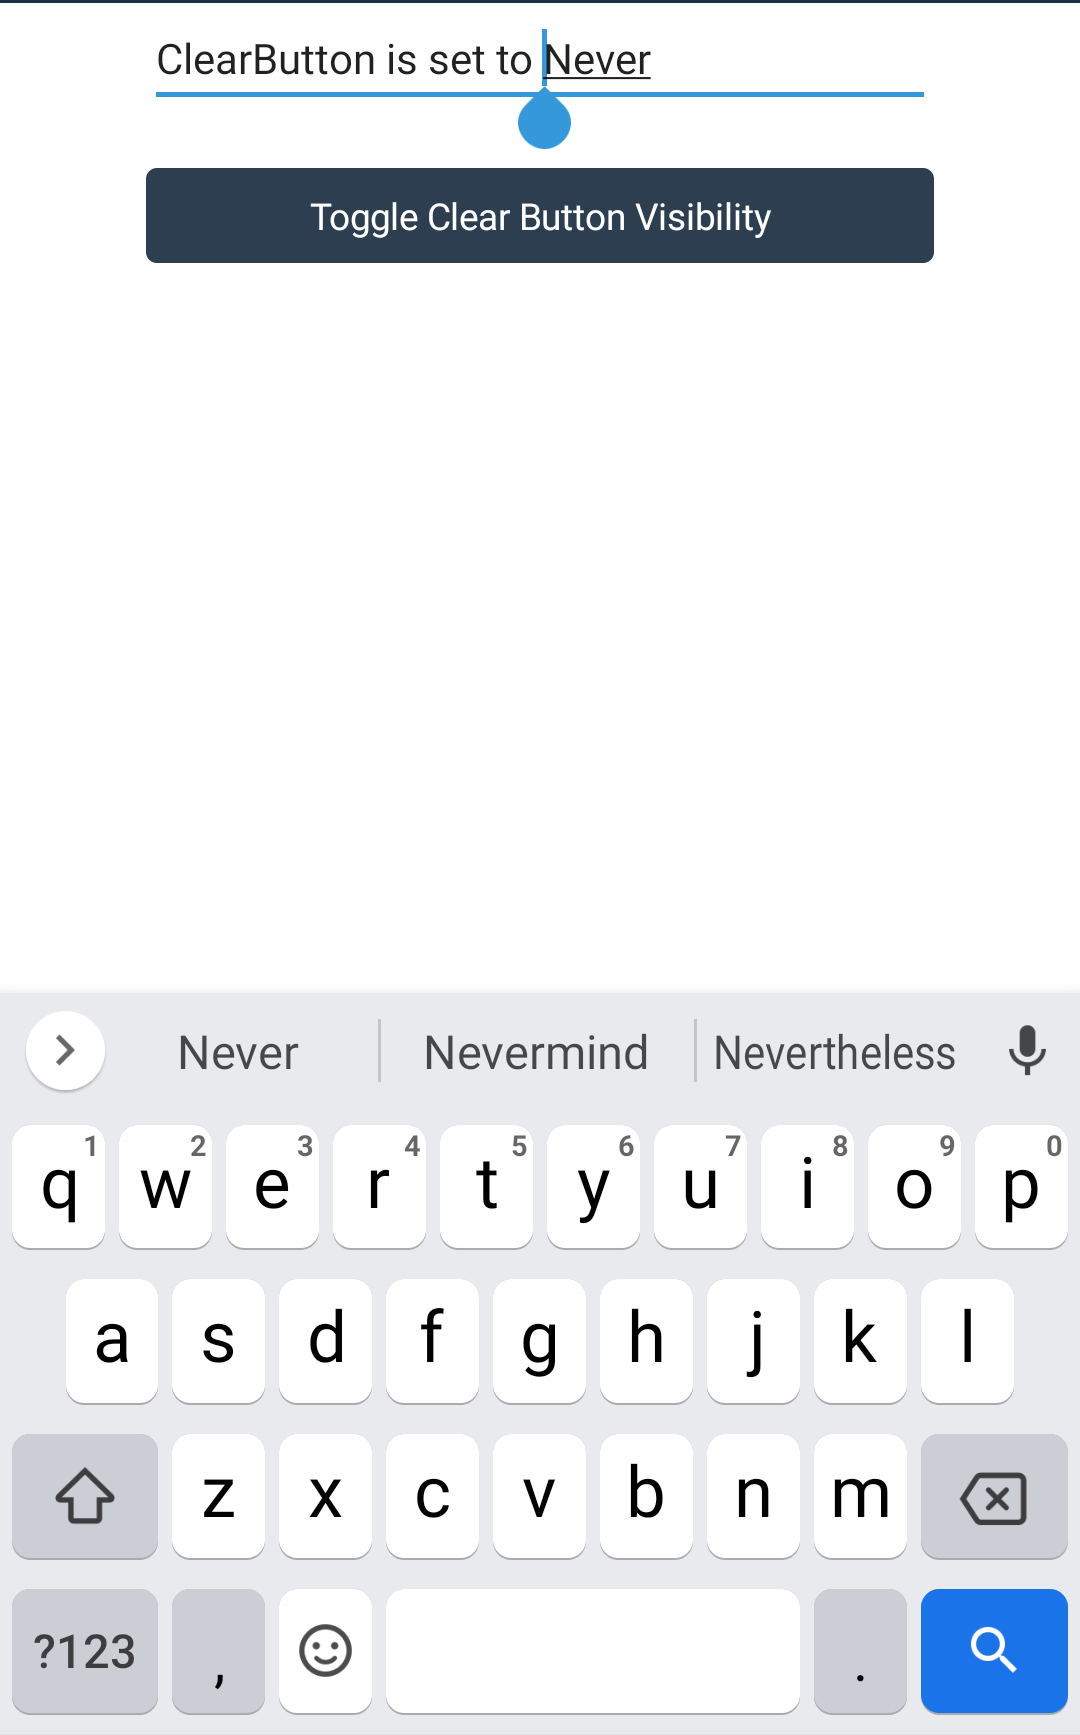 ClearButton is set to Never
Toggle Clear Button Visibility
Never Nevermind Nevertheless
1 2 3 4 5 6 7 8 9 0
q w e r t y u i o p
a s d f g h j k l
z x c v b n m
?123 , .